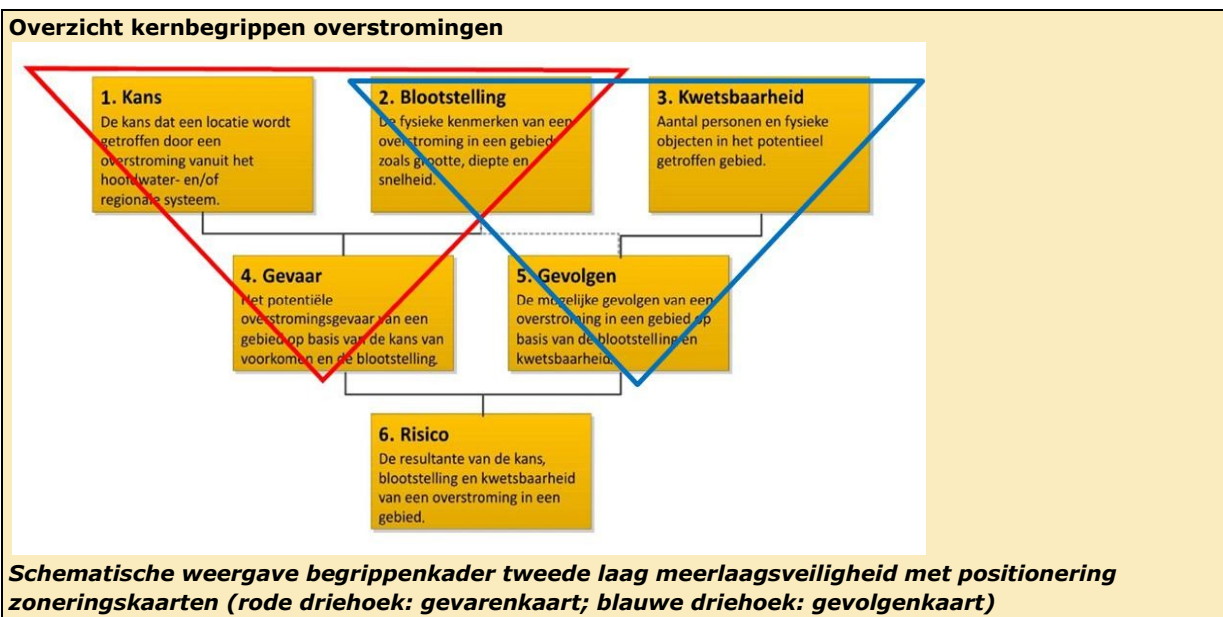 Overzicht kernbegrippen overstromingen
1. Kans
De kans dat een locatie wordt
getroffen door een
overstroming vanuit het
hoofdwater- en/of
regionale systeem.
2. Blootstelling
De fysieke kenmerken van een
overstroming in een gebied
zoals grootte, diepte en
snelheid.
3. Kwetsbaarheid
Aantal personen en fysieke
objecten in het potentieel
getroffen gebied.
4. Gevaar
Het potentiële
overstromingsgevaar van een
gebied op basis van de kans van
voorkomen en de blootstelling.
5. Gevolgen
De mogelijke gevolgen van een
overstroming in een gebied op
basis van de blootstelling en
kwetsbaarheid.
6. Risico
De resultante van de kans,
blootstelling en kwetsbaarheid
van een overstroming in een
gebied.
Schematische weergave begrippenkader tweede laag meerlaagsveiligheid met positionering
zoneringskaarten (rode driehoek: gevarenkaart; blauwe driehoek: gevolgenkaart)